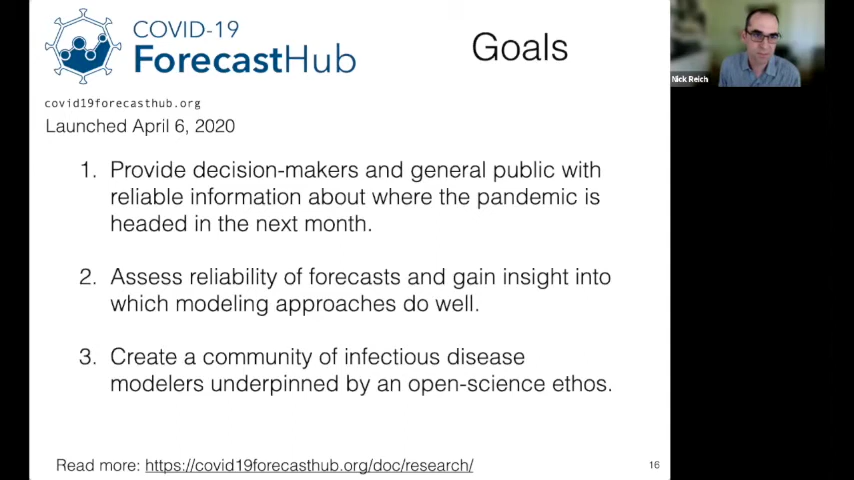 COVID-19
ForecastHub
Goals
Nick Reich
covid19forecasthub.org
Launched April 6, 2020
1. Provide decision-makers and general public with
reliable information about where the pandemic is
headed in the next month.
2. Assess reliability of forecasts and gain insight into
which modeling approaches do well.
3. Create a community of infectious disease
modelers underpinned by an open-science ethos.
Read more: https://covid19forecasthub.org/doc/research/
16